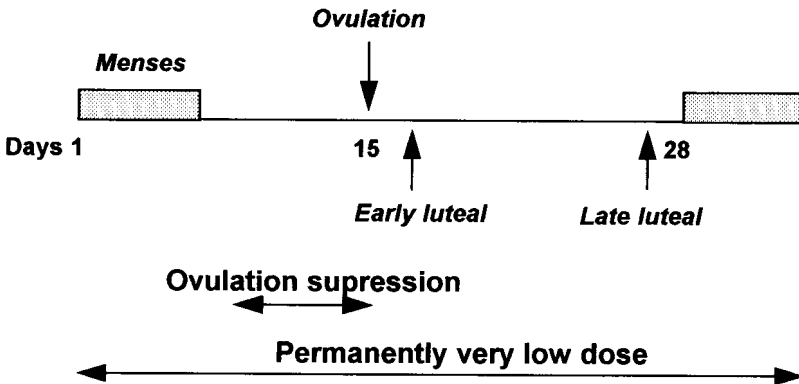 Ovulation
Menses
Days 1
15
28
Early luteal
Late luteal
Ovulation supression
Permanently very low dose